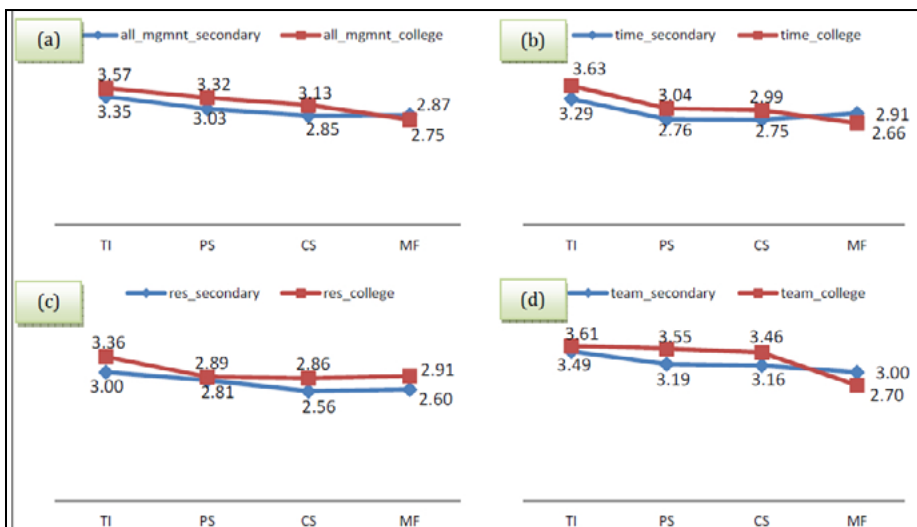 (a)
all_mgmnt_secondary all_mgmnt_college
3.57
3.32
3.13
2.87
3.35
3.03
2.85
2.75
TI PS CS MF
(b)
time_secondary time_college
3.63
3.04
2.99
2.91
3.29
2.76
2.75
2.66
TI PS CS MF
(c)
res_secondary res_college
3.36
2.89
2.86
2.91
3.00
2.81
2.56
2.60
TI PS CS MF
(d)
team_secondary team_college
3.61
3.55
3.46
3.00
3.49
3.19
3.16
2.70
TI PS CS MF